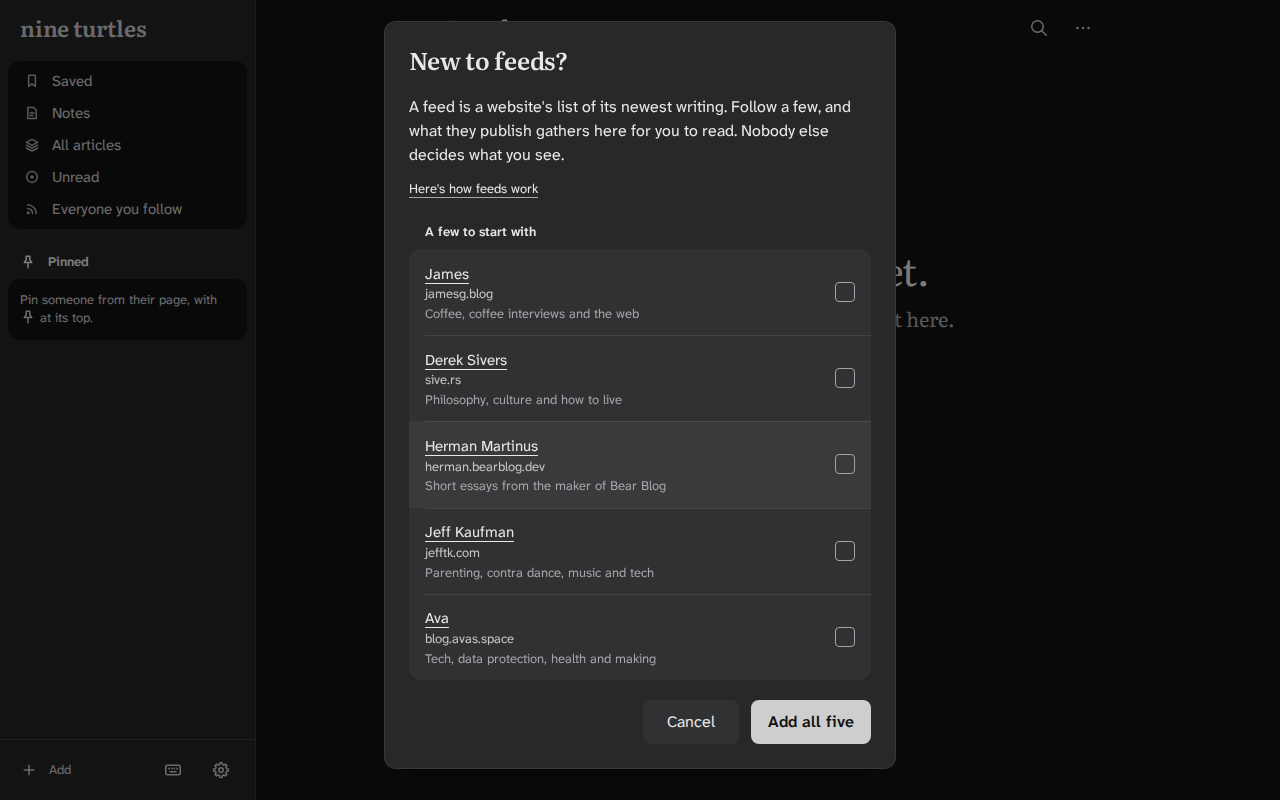 nine turtles
Saved
Notes
All articles
Unread
Everyone you follow
Pinned
Pin someone from their page, with
at its top.
Add
New to feeds?
A feed is a website's list of its newest writing. Follow a few, and
what they publish gathers here for you to read. Nobody else
decides what you see.
Here's how feeds work
A few to start with
James
jamesg.blog
Coffee, coffee interviews and the web
Derek Sivers
sive.rs
Philosophy, culture and how to live
Herman Martinus
herman.bearblog.dev
Short essays from the maker of Bear Blog
Jeff Kaufman
jefftk.com
Parenting, contra dance, music and tech
Ava
blog.avas.space
Tech, data protection, health and making
Cancel
Add all five
here.